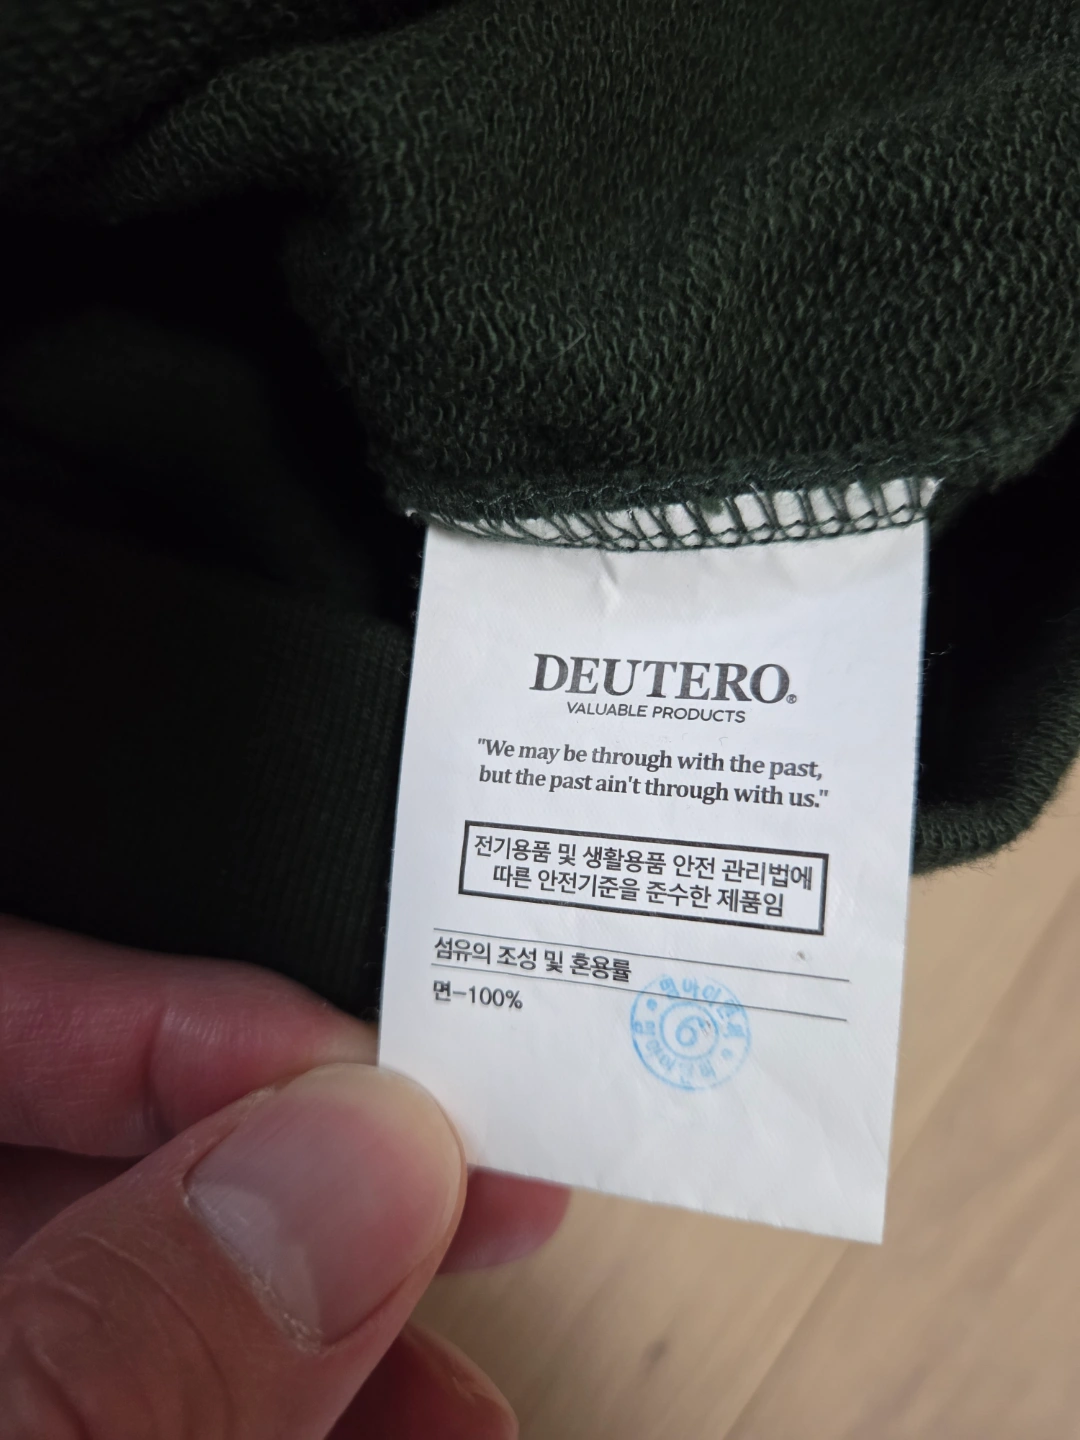 DEUTERO®
VALUABLE PRODUCTS
"We may be through with the past,
but the past ain't through with us."
전기용품 및 생활용품 안전 관리법에
따른 안전기준을 준수한 제품임
섬유의 조성 및 혼용률
면-100%
6